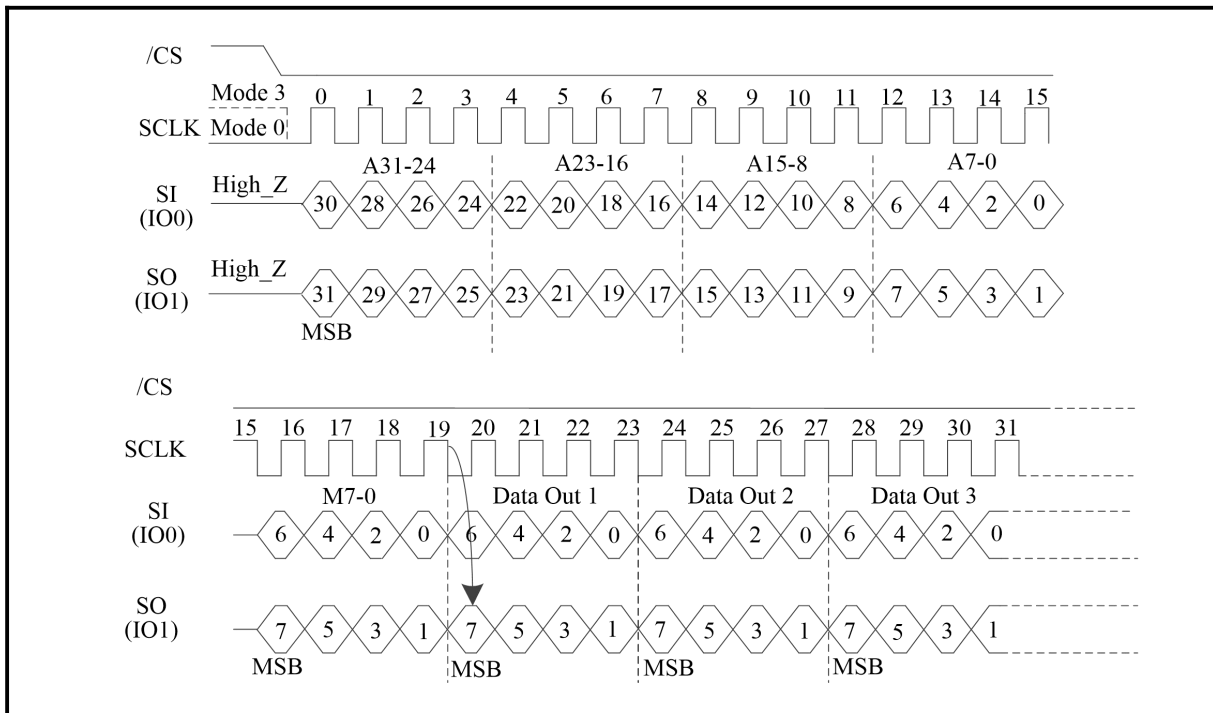 /CS
Mode 3
0 1 2 3 4 5 6 7 8 9 10 11 12 13 14 15
SCLK Mode 0
A31-24 A23-16 A15-8 A7-0
SI (IO0) High_Z 30 28 26 24 22 20 18 16 14 12 10 8 6 4 2 0
SO (IO1) High_Z 31 29 27 25 23 21 19 17 15 13 11 9 7 5 3 1
MSB
/CS
15 16 17 18 19 20 21 22 23 24 25 26 27 28 29 30 31
SCLK
M7-0 Data Out 1 Data Out 2 Data Out 3
SI (IO0) 6 4 2 0 6 4 2 0 6 4 2 0 6 4 2 0
SO (IO1) 7 5 3 1 7 5 3 1 7 5 3 1 7 5 3 1
MSB MSB MSB MSB